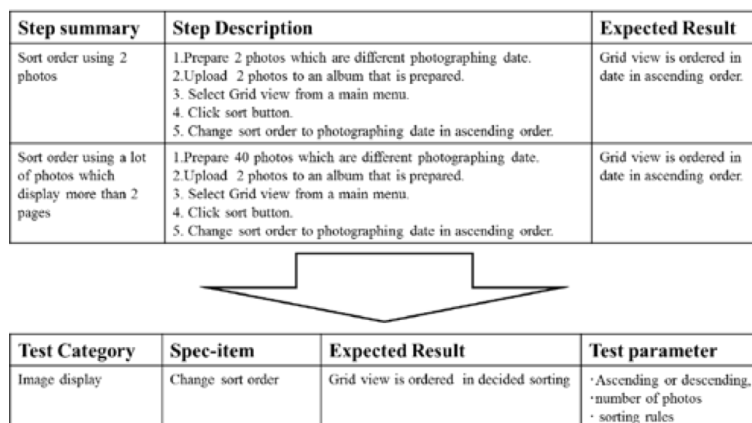 Step summary Step Description Expected Result
Sort order using 2
photos
1.Prepare 2 photos which are different photographing date.
2.Upload 2 photos to an album that is prepared.
3. Select Grid view from a main menu.
4. Click sort button.
5. Change sort order to photographing date in ascending order.
Grid view is ordered in
date in ascending order.
Sort order using a lot
of photos which
display more than 2
pages
1.Prepare 40 photos which are different photographing date.
2.Upload 2 photos to an album that is prepared.
3. Select Grid view from a main menu.
4. Click sort button.
5. Change sort order to photographing date in ascending order.
Grid view is ordered in
date in ascending order.
Test Category Spec-item Expected Result Test parameter
Image display
Change sort order
Grid view is ordered in decided sorting
・Ascending or descending,
・number of photos
・ sorting rules